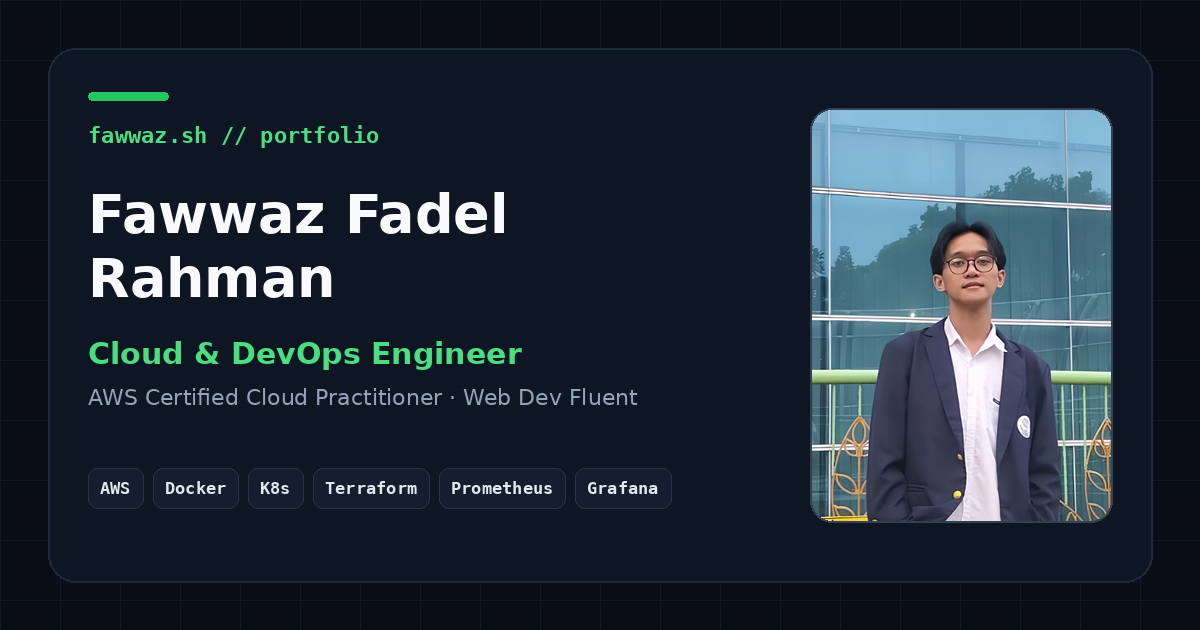 fawwaz.sh // portfolio
Fawwaz Fadel
Rahman
Cloud & DevOps Engineer
AWS Certified Cloud Practitioner · Web Dev Fluent
AWS Docker K8s Terraform Prometheus Grafana